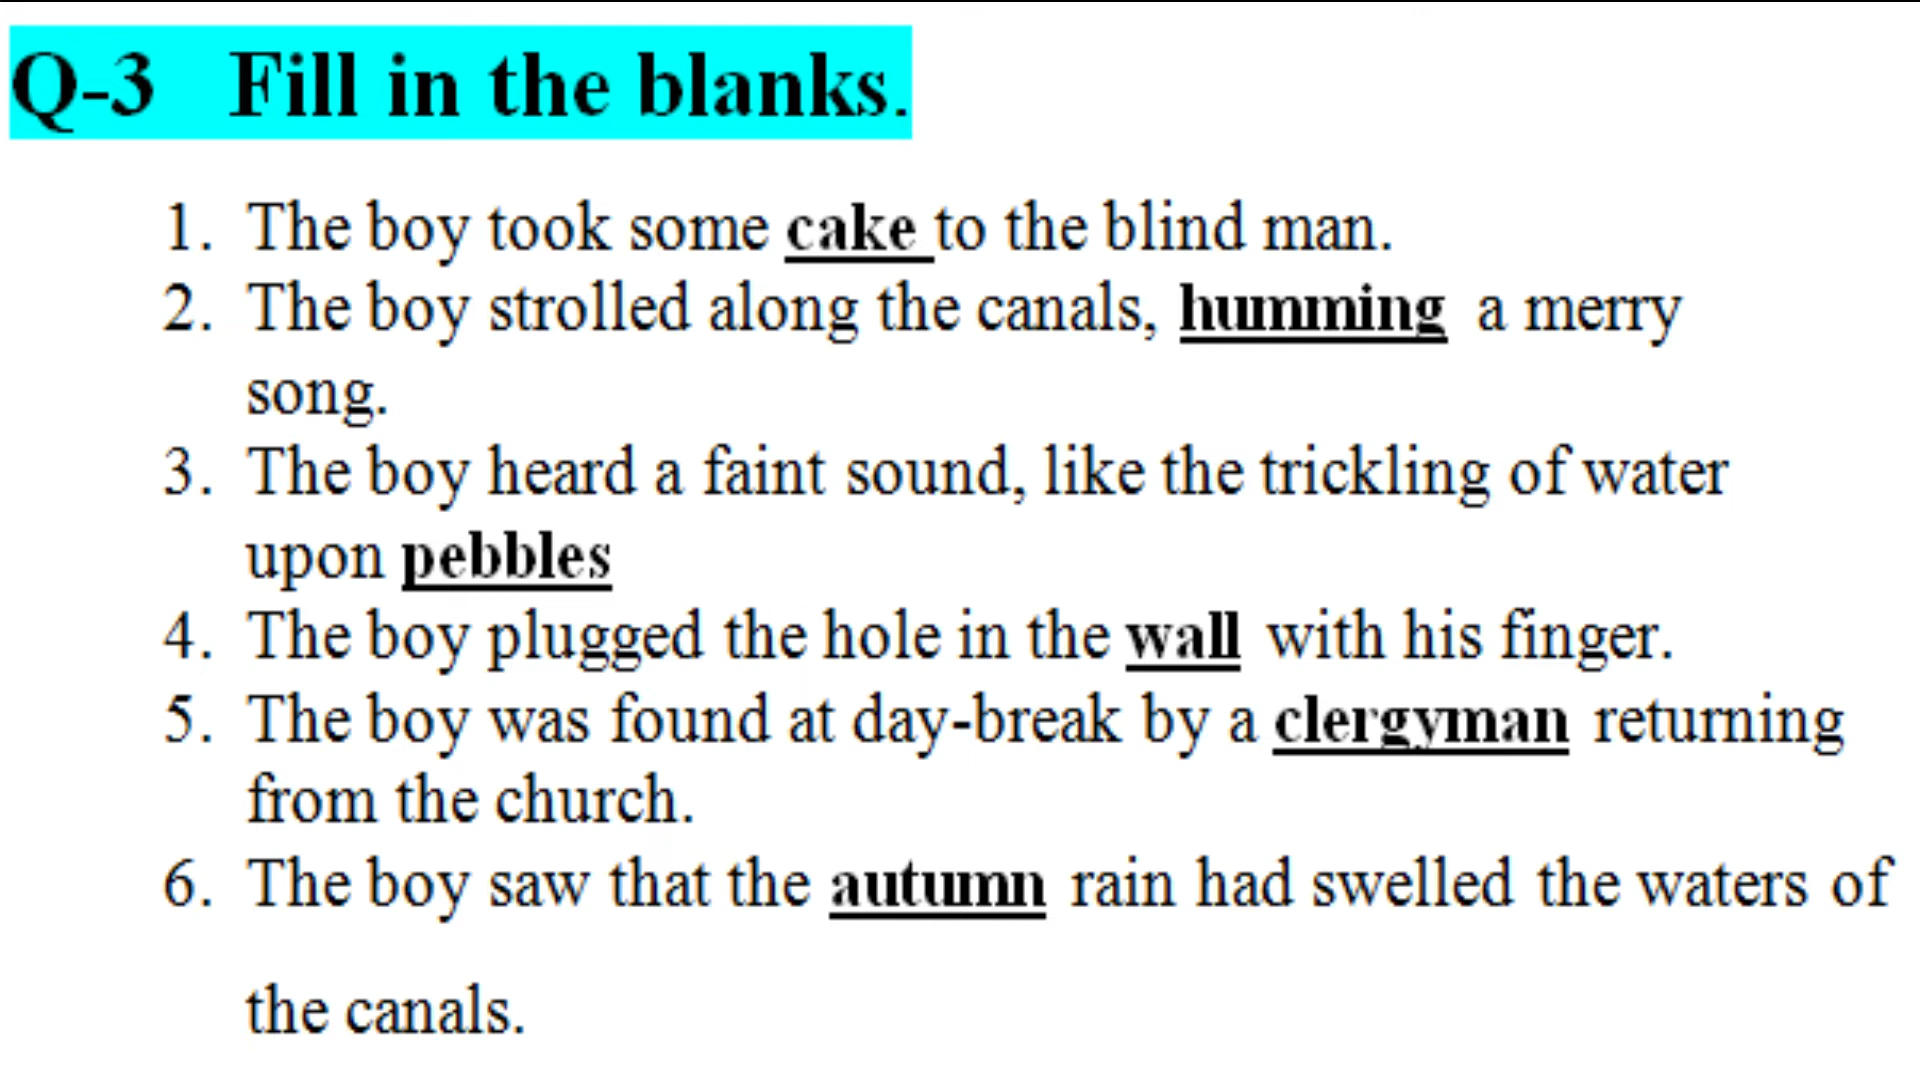 Q-3 Fill in the blanks.
1. The boy took some cake to the blind man.
2. The boy strolled along the canals, humming a merry
song.
3. The boy heard a faint sound, like the trickling of water
upon pebbles
4. The boy plugged the hole in the wall with his finger.
5. The boy was found at day-break by a clergyman returning
from the church.
6. The boy saw that the autumn rain had swelled the waters of
the canals.